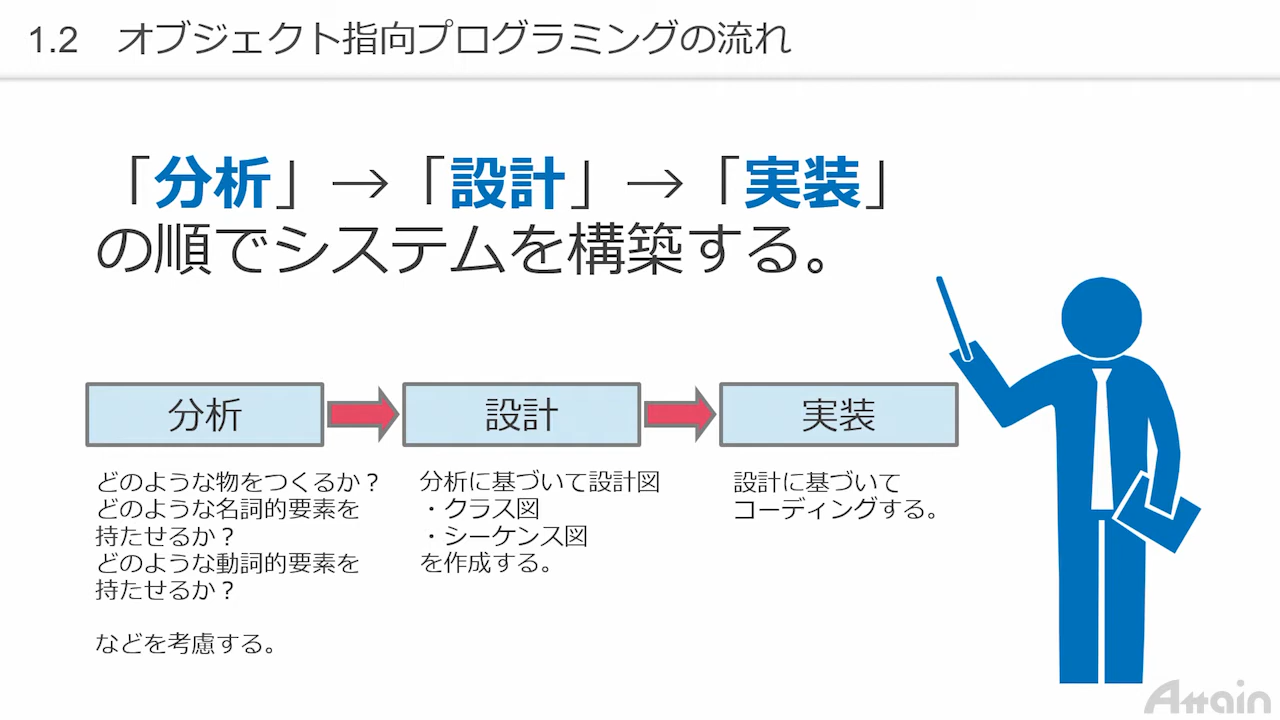 1.2 オブジェクト指向プログラミングの流れ
「分析」→「設計」→「実装」
の順でシステムを構築する。
分析
どのような物をつくるか？
どのような名詞的要素を
持たせるか？
どのような動詞的要素を
持たせるか？
などを考慮する。
設計
分析に基づいて設計図
・クラス図
・シーケンス図
を作成する。
実装
設計に基づいて
コーディングする。
Attain